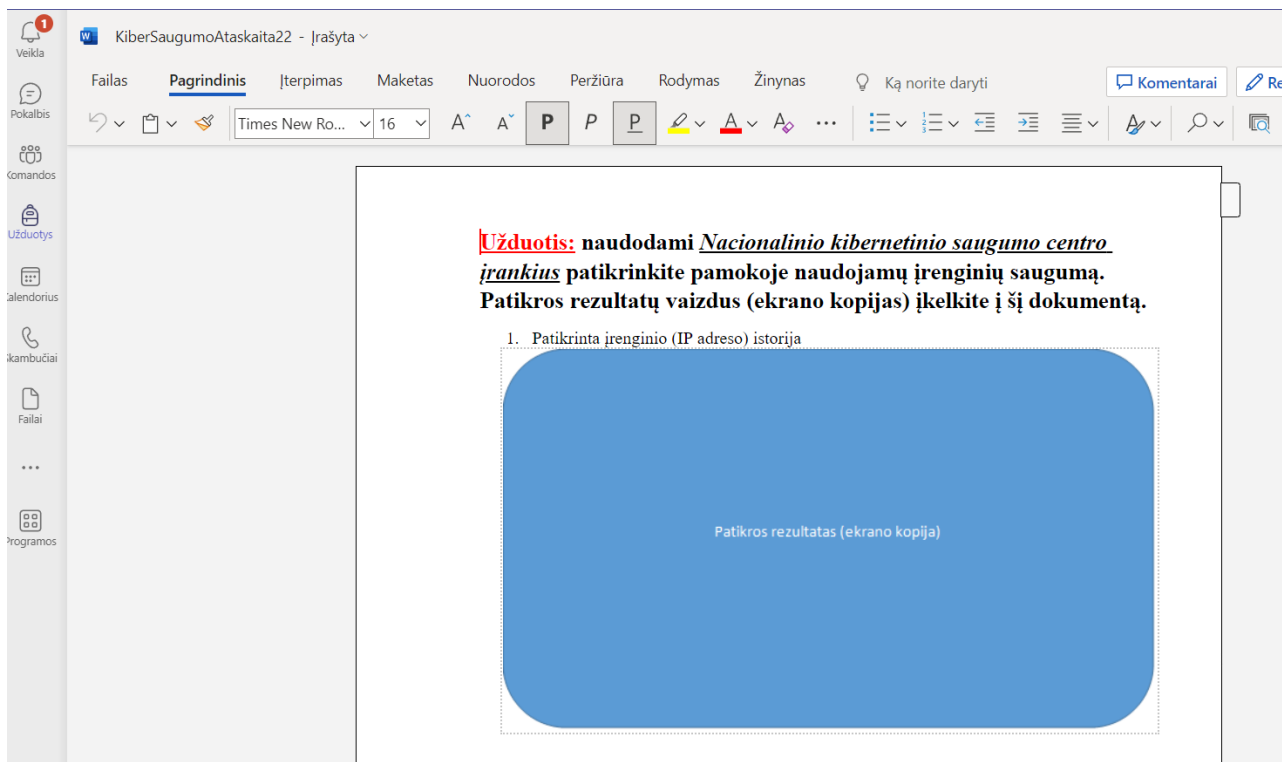 1
Veikla
Pokalbis
Komandos
Užduotys
Kalendorius
Skambučiai
Failai
Programos
KiberSaugumoAtaskaita22 - Įrašyta
Failas Pagrindinis Įterpimas Maketas Nuorodos Peržiūra Rodymas Žinynas Ką norite daryti Komentarai Re
Times New Ro... 16 A A P P P A A
Užduotis: naudodami Nacionalinio kibernetinio saugumo centro
įrankius patikrinkite pamokoje naudojamų įrenginių saugumą.
Patikros rezultatų vaizdus (ekrano kopijas) įkelkite į šį dokumentą.
1. Patikrinta įrenginio (IP adreso) istorija
Patikros rezultatas (ekrano kopija)